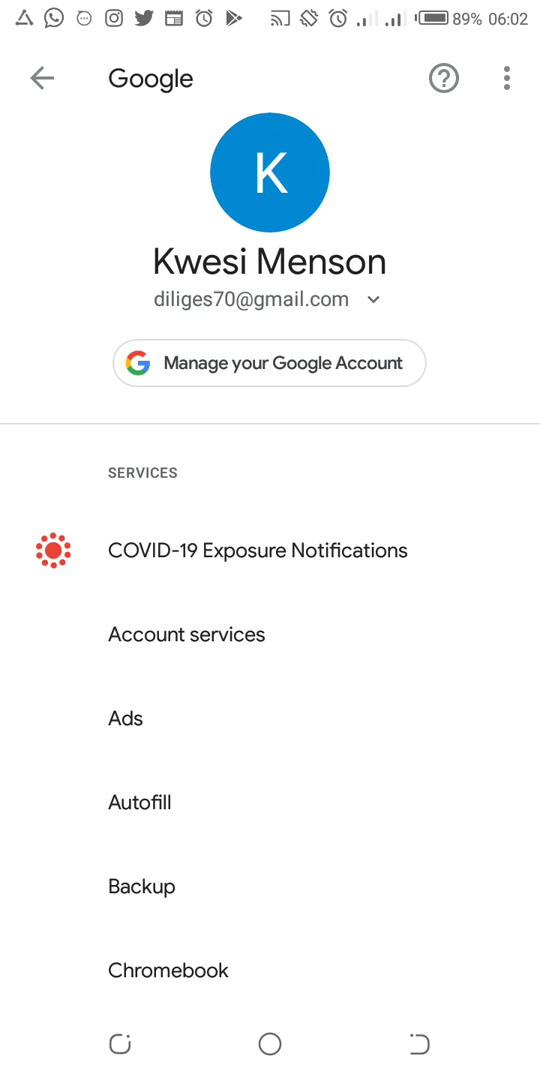 89% 06:02
Google
K
Kwesi Menson
diliges70@gmail.com
G Manage your Google Account
SERVICES
COVID-19 Exposure Notifications
Account services
Ads
Autofill
Backup
Chromebook